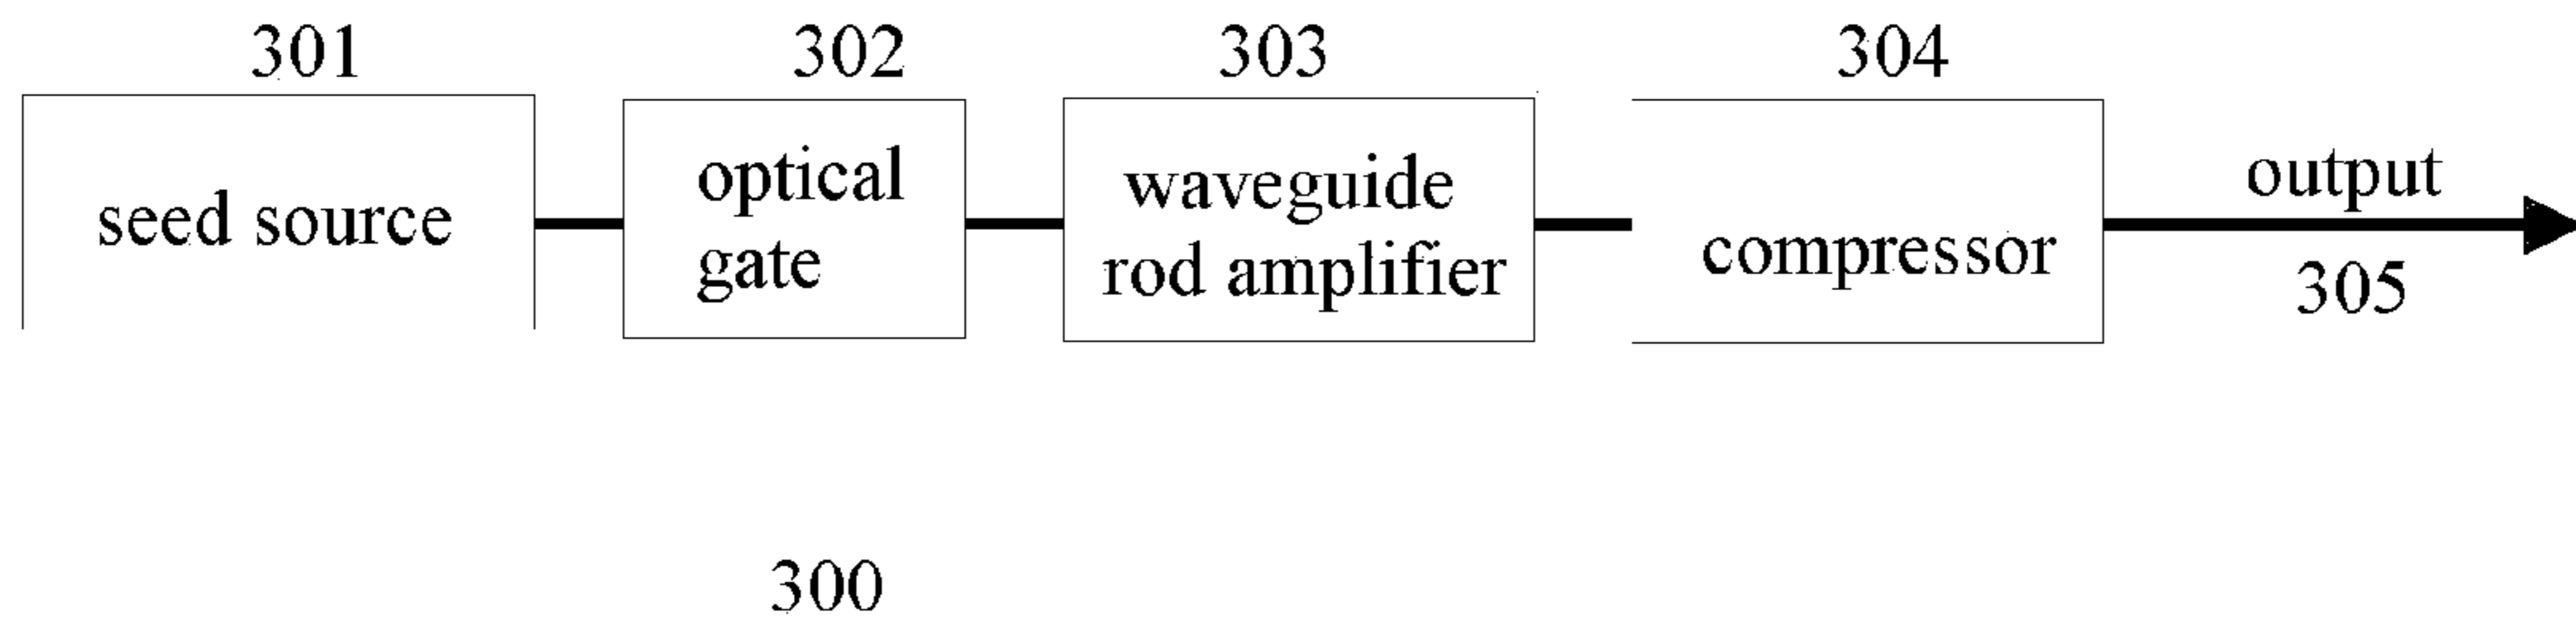 301
302
303
304
seed source
optical
gate
waveguide
rod amplifier
compressor
output
305
300